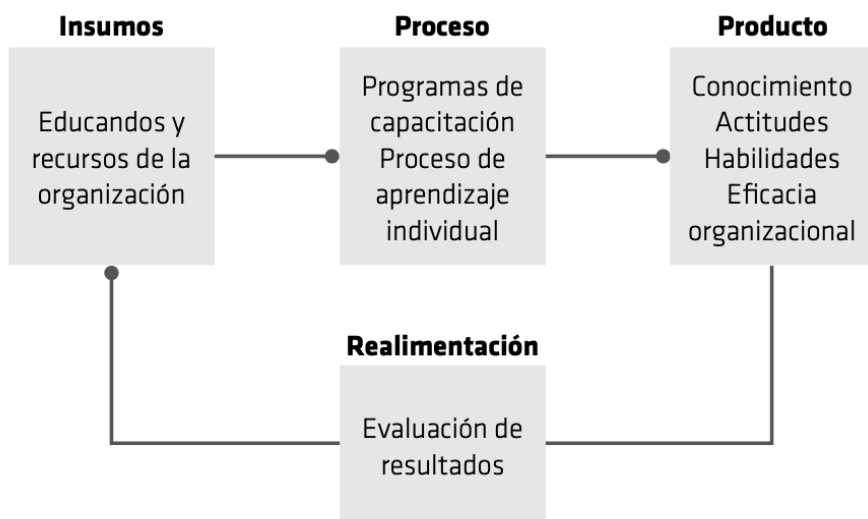 Insumos
Educandos y
recursos de la
organización
Proceso
Programas de
capacitación
Proceso de
aprendizaje
individual
Producto
Conocimiento
Actitudes
Habilidades
Eficacia
organizacional
Realimentación
Evaluación de
resultados